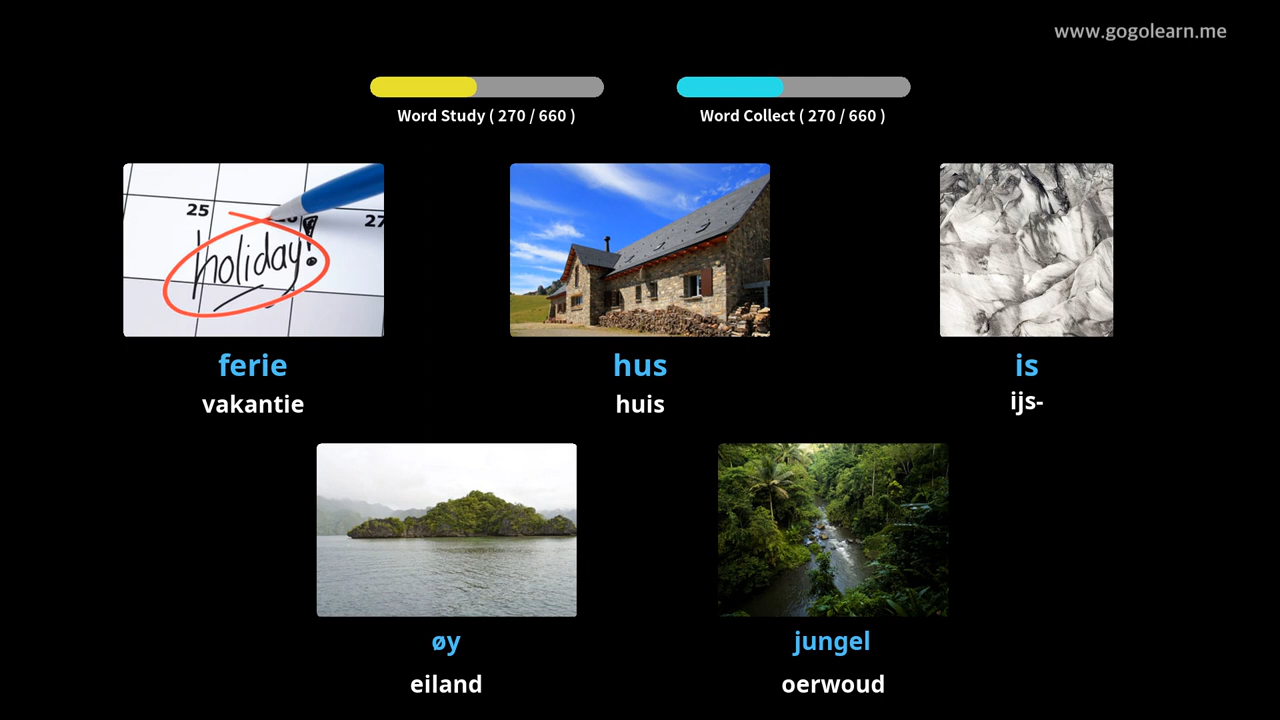 www.gogolearn.me
Word Study ( 270 / 660 )
Word Collect ( 270 / 660 )
25
27
holiday!
ferie
hus
is
vakantie
huis
ijs-
øy
jungel
eiland
oerwoud